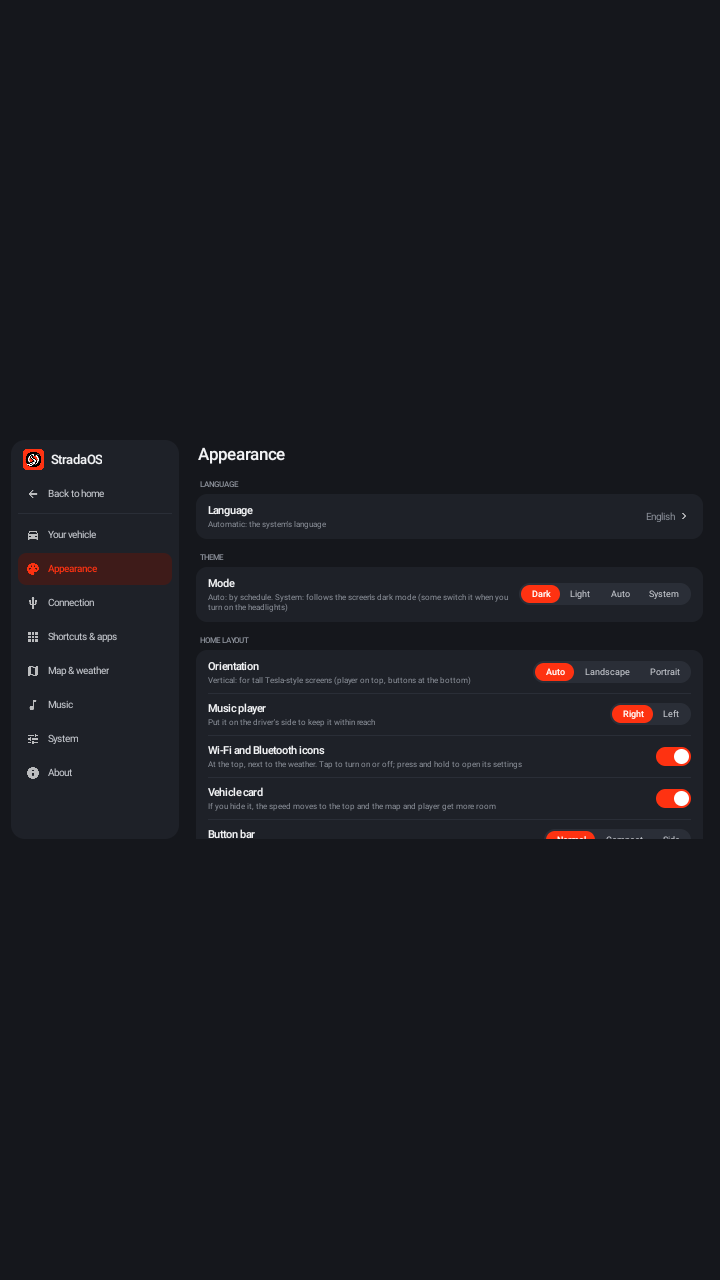 StradaOS
Back to home
Your vehicle
Appearance
Connection
Shortcuts & apps
Map & weather
Music
System
About
Appearance
LANGUAGE
Language
Automatic: the system's language
English
THEME
Mode
Auto: by schedule. System: follows the screen's dark mode (some switch it when you
turn on the headlights)
Dark Light Auto System
HOME LAYOUT
Orientation
Vertical: for tall Tesla-style screens (player on top, buttons at the bottom)
Auto Landscape Portrait
Music player
Put it on the driver's side to keep it within reach
Right Left
Wi-Fi and Bluetooth icons
At the top, next to the weather. Tap to turn on or off; press and hold to open its settings
Vehicle card
If you hide it, the speed moves to the top and the map and player get more room
Button bar
Normal Compact Side